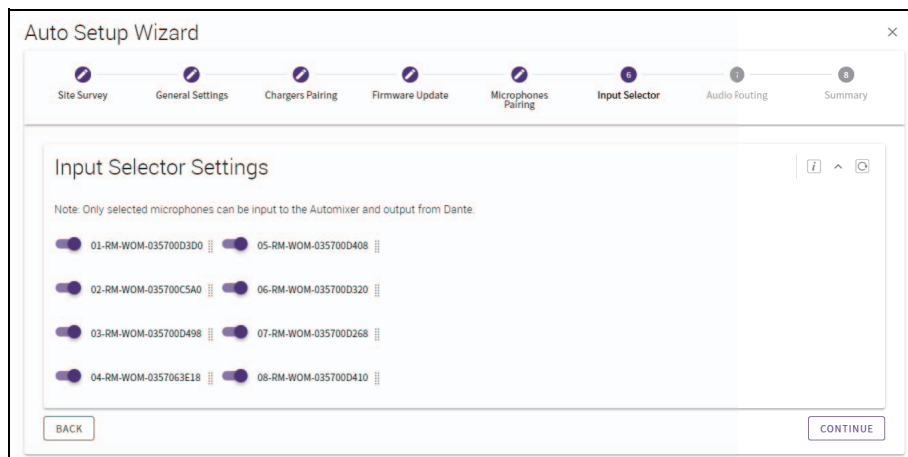 Auto Setup Wizard
Site Survey
General Settings
Chargers Pairing
Firmware Update
Microphones
Pairing
6
Input Selector
Audio Routing
8
Summary
Input Selector Settings
Note: Only selected microphones can be input to the Automixer and output from Dante.
01-RM-WOM-035700D3D0 05-RM-WOM-035700D408
02-RM-WOM-035700C5A0 06-RM-WOM-035700D320
03-RM-WOM-035700D498 07-RM-WOM-035700D268
04-RM-WOM-0357063E18 08-RM-WOM-035700D410
BACK
CONTINUE